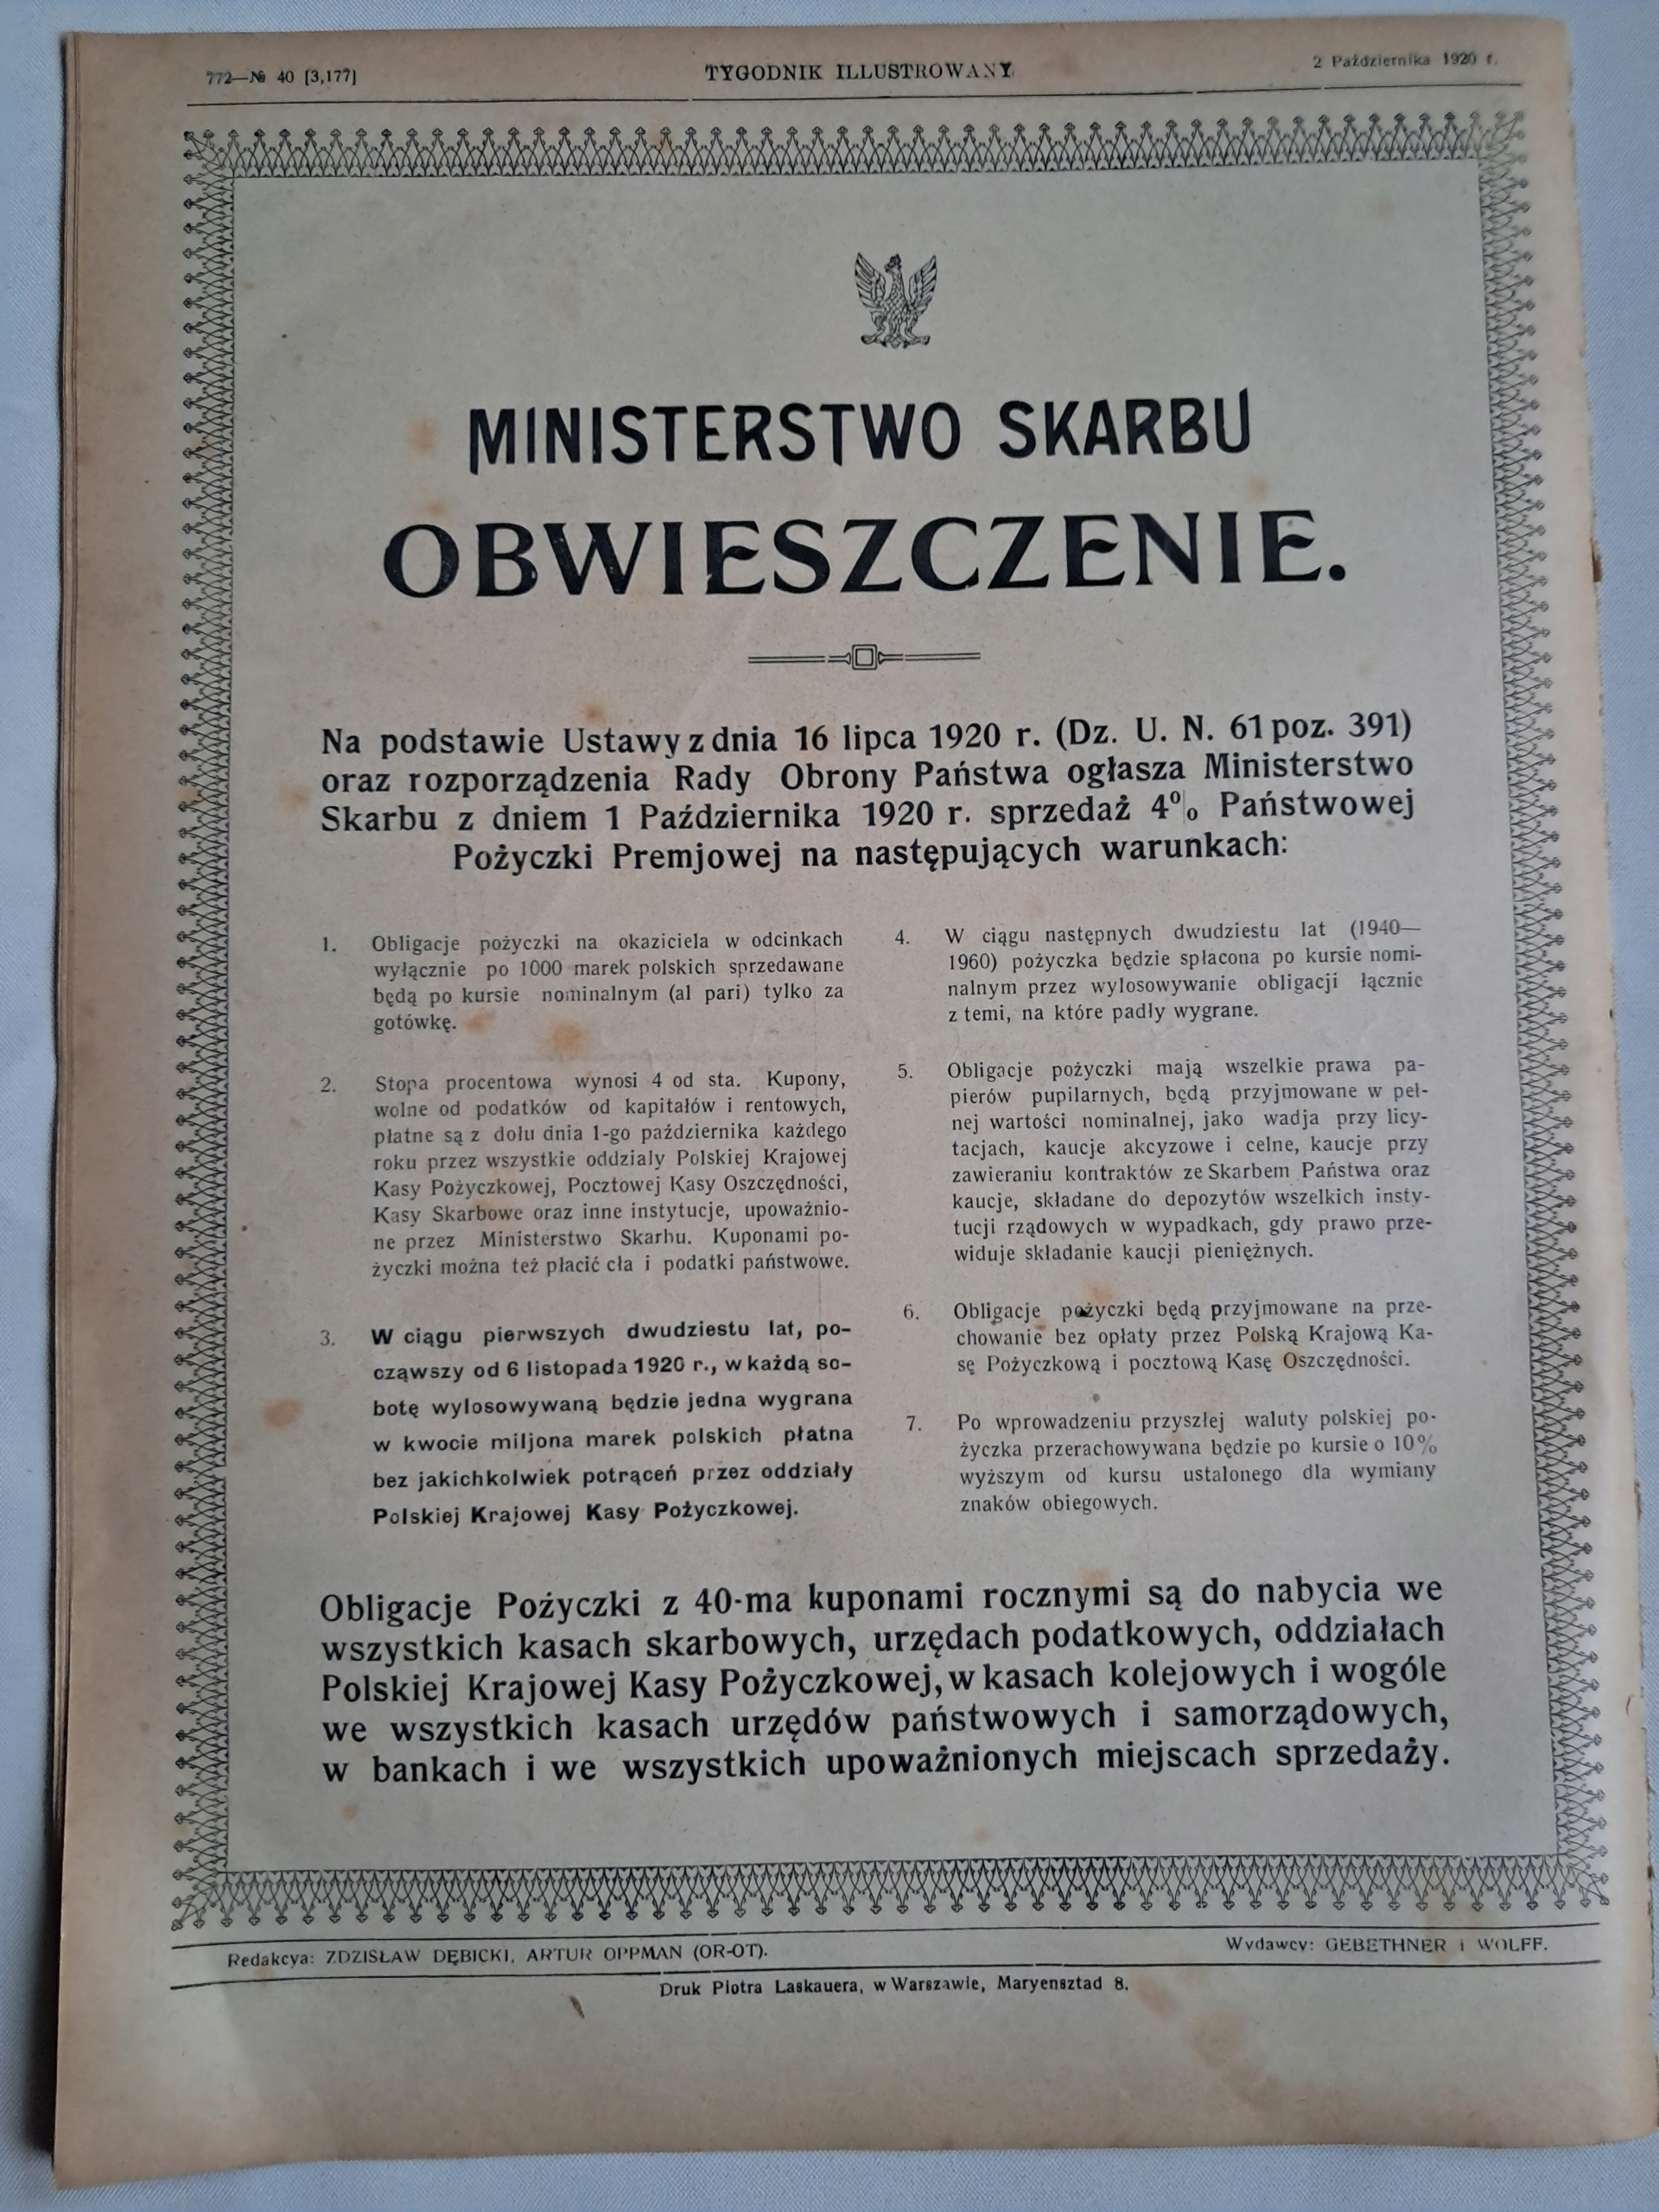 772—№ 40 [3,177]
TYGODNIK ILLUSTROWANY
2 Października 1920 r.
MINISTERSTWO SKARBU
OBWIESZCZENIE.
Na podstawie Ustawy z dnia 16 lipca 1920 r. (Dz. U. N. 61 poz. 391)
oraz rozporządzenia Rady Obrony Państwa ogłasza Ministerstwo
Skarbu z dniem 1 Października 1920 r. sprzedaż 4% Państwowej
Pożyczki Premjowej na następujących warunkach:
1. Obligacje pożyczki na okaziciela w odcinkach
wyłącznie po 1000 marek polskich sprzedawane
będą po kursie nominalnym (al pari) tylko za
gotówkę.
2. Stopa procentowa wynosi 4 od sta. Kupony,
wolne od podatków od kapitałów i rentowych,
płatne są z dołu dnia 1-go października każdego
roku przez wszystkie oddziały Polskiej Krajowej
Kasy Pożyczkowej, Pocztowej Kasy Oszczędności,
Kasy Skarbowe oraz inne instytucje, upoważnio-
ne przez Ministerstwo Skarbu. Kuponami po-
życzki można też płacić cła i podatki państwowe.
3. W ciągu pierwszych dwudziestu lat, po-
cząwszy od 6 listopada 1920 r., w każdą so-
botę wylosowywaną będzie jedna wygrana
w kwocie miljona marek polskich płatna
bez jakichkolwiek potrąceń przez oddziały
Polskiej Krajowej Kasy Pożyczkowej.
4. W ciągu następnych dwudziestu lat (1940—
1960) pożyczka będzie spłacona po kursie nomi-
nalnym przez wylosowywanie obligacji łącznie
z temi, na które padły wygrane.
5. Obligacje pożyczki mają wszelkie prawa pa-
pierów pupilarnych, będą przyjmowane w peł-
nej wartości nominalnej, jako wadja przy licy-
tacjach, kaucje akcyzowe i celne, kaucje przy
zawieraniu kontraktów ze Skarbem Państwa oraz
kaucje, składane do depozytów wszelkich insty-
tucji rządowych w wypadkach, gdy prawo prze-
widuje składanie kaucji pieniężnych.
6. Obligacje pożyczki będą przyjmowane na prze-
chowanie bez opłaty przez Polską Krajową Ka-
sę Pożyczkową i pocztową Kasę Oszczędności.
7. Po wprowadzeniu przyszłej waluty polskiej po-
życzka przerachowywana będzie po kursie o 10%
wyższym od kursu ustalonego dla wymiany
znaków obiegowych.
Obligacje Pożyczki z 40-ma kuponami rocznymi są do nabycia we
wszystkich kasach skarbowych, urzędach podatkowych, oddziałach
Polskiej Krajowej Kasy Pożyczkowej, w kasach kolejowych i wogóle
we wszystkich kasach urzędów państwowych i samorządowych,
w bankach i we wszystkich upoważnionych miejscach sprzedaży.
Redakcya: ZDZISŁAW DĘBICKI, ARTUR OPPMAN (OR-OT).
Wydawcy: GEBETHNER i WOLFF.
Druk Piotra Laskauera, w Warszawie, Maryensztad 8.